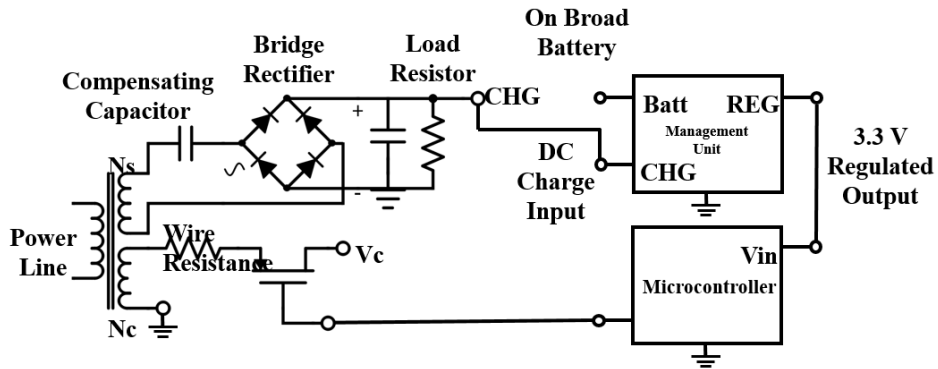 On Broad
Battery
Bridge
Rectifier
Load
Resistor
Compensating
Capacitor
+
CHG
Batt
REG
Management
Unit
CHG
3.3 V
Regulated
Output
DC
Charge
Input
-
Ns
Power
Line
Wire
Resistance
Vc
Vin
Microcontroller
Nc